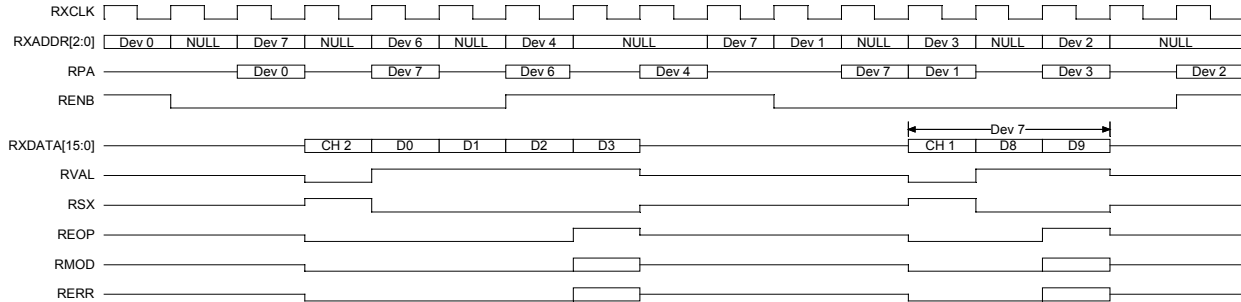 RXCLK
RXADDR[2:0] Dev 0 NULL Dev 7 NULL Dev 6 NULL Dev 4 NULL Dev 7 Dev 1 NULL Dev 3 NULL Dev 2 NULL
RPA Dev 0 Dev 7 Dev 6 Dev 4 Dev 7 Dev 1 Dev 3 Dev 2
RENB
Dev 7
RXDATA[15:0] CH 2 D0 D1 D2 D3 CH 1 D8 D9
RVAL
RSX
REOP
RMOD
RERR